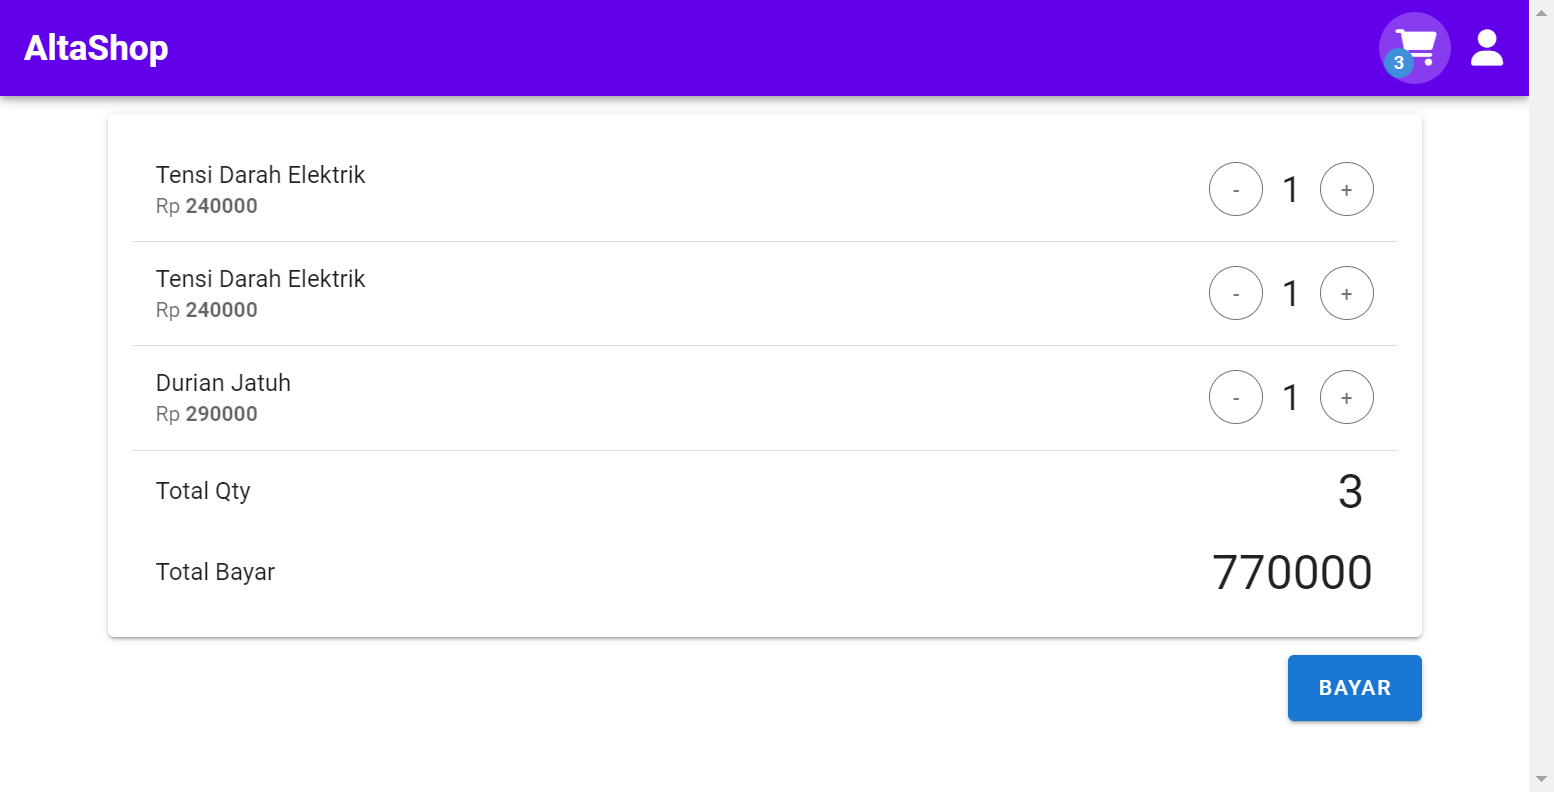 AltaShop
3
Tensi Darah Elektrik
Rp 240000
- 1 +
Tensi Darah Elektrik
Rp 240000
- 1 +
Durian Jatuh
Rp 290000
- 1 +
Total Qty 3
Total Bayar 770000
BAYAR